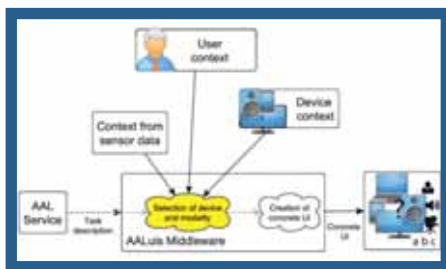 User
context
Device
context
Context from
sensor data
AAL
Service
Task
description
Selection of device
and modality
Creation of
concrete UI
AALuis Middleware
Concrete
UI
?
a b c